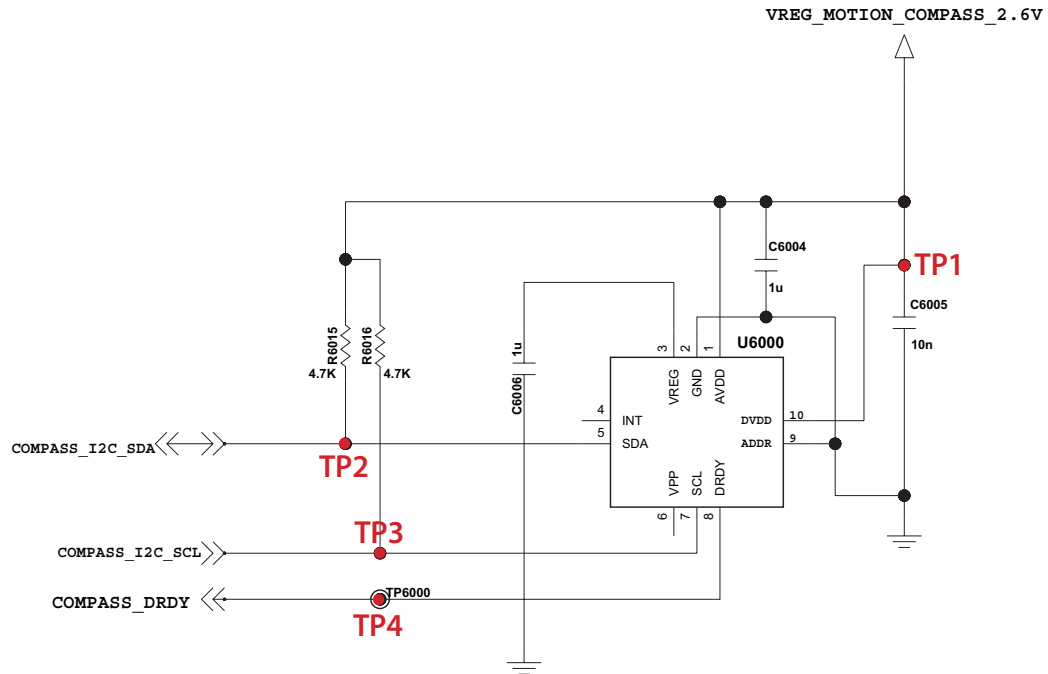 VREG_MOTION_COMPASS_2.6V
C6004
1u
TP1
C6005
10n
R6015
4.7K
R6016
4.7K
1u
C6006
U6000
3
2
1
VREG
GND
AVDD
4
INT
5
SDA
DVDD
10
ADDR
9
VPP
SCL
DRDY
6
7
8
COMPASS_I2C_SDA
TP2
COMPASS_I2C_SCL
TP3
COMPASS_DRDY
TP6000
TP4